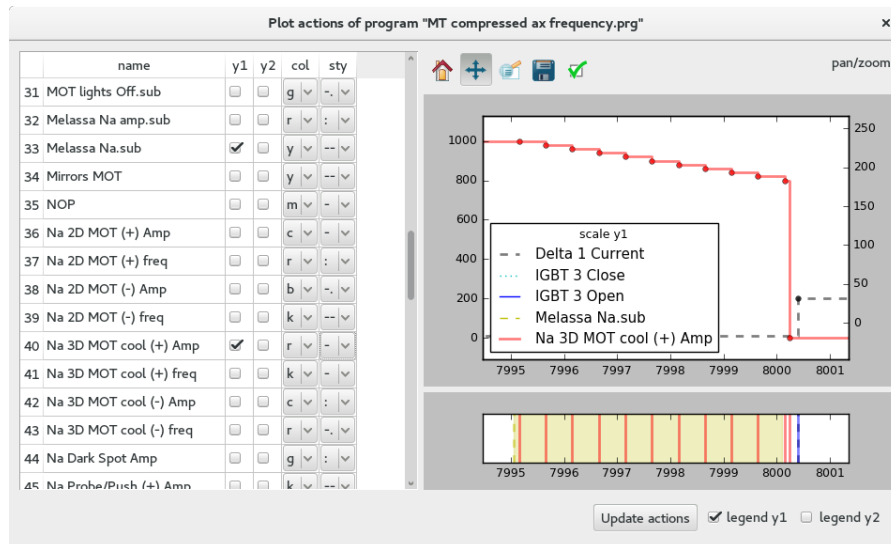 Plot actions of program "MT compressed ax frequency.prg" ×
name y1 y2 col sty
31 MOT lights Off.sub g -.
32 Melassa Na amp.sub r :
33 Melassa Na.sub y --
34 Mirrors MOT y --
35 NOP m -
36 Na 2D MOT (+) Amp c -
37 Na 2D MOT (+) freq r :
38 Na 2D MOT (-) Amp b -.
39 Na 2D MOT (-) freq k --
40 Na 3D MOT cool (+) Amp r -
41 Na 3D MOT cool (+) freq k -
42 Na 3D MOT cool (-) Amp c :
43 Na 3D MOT cool (-) freq r -.
44 Na Dark Spot Amp g :
45 Na Probe/Push (+) Amp k --
pan/zoom
1000
800
600
400
200
0
250
200
150
100
50
0
scale y1
Delta 1 Current
IGBT 3 Close
IGBT 3 Open
Melassa Na.sub
Na 3D MOT cool (+) Amp
7995 7996 7997 7998 7999 8000 8001
7995 7996 7997 7998 7999 8000 8001
Update actions legend y1 legend y2